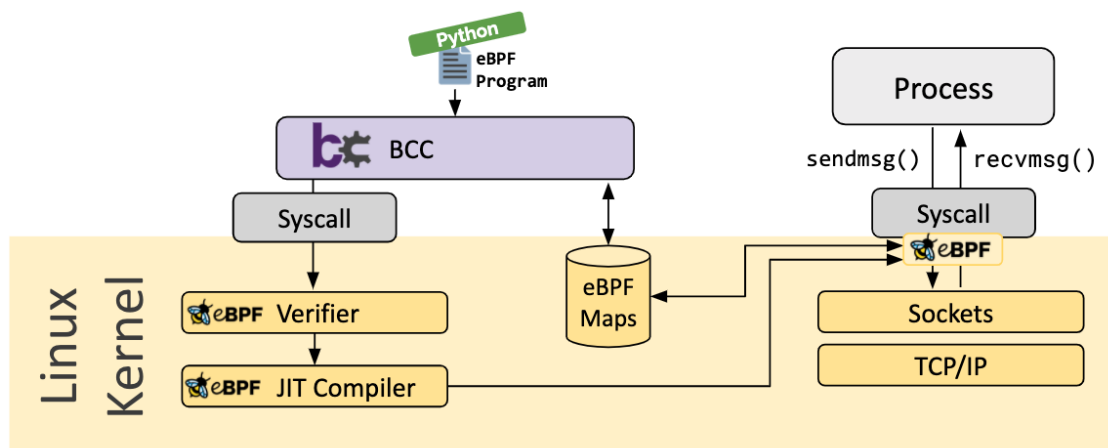 Python
eBPF
Program
bc
BCC
Syscall
Process
sendmsg()
recvmsg()
Syscall
eBPF
Linux
Kernel
eBPF Verifier
eBPF
Maps
Sockets
eBPF JIT Compiler
TCP/IP